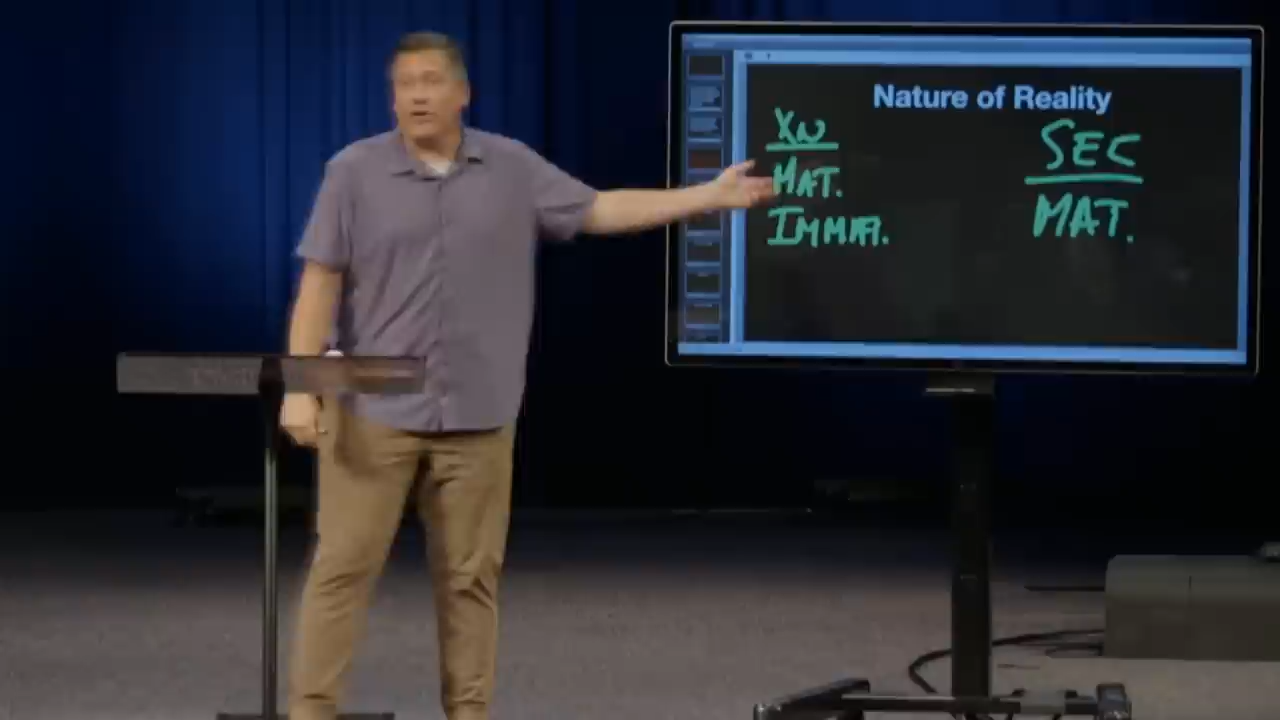 Nature of Reality
XN
MAT.
IMMAT.
SEC
MAT.